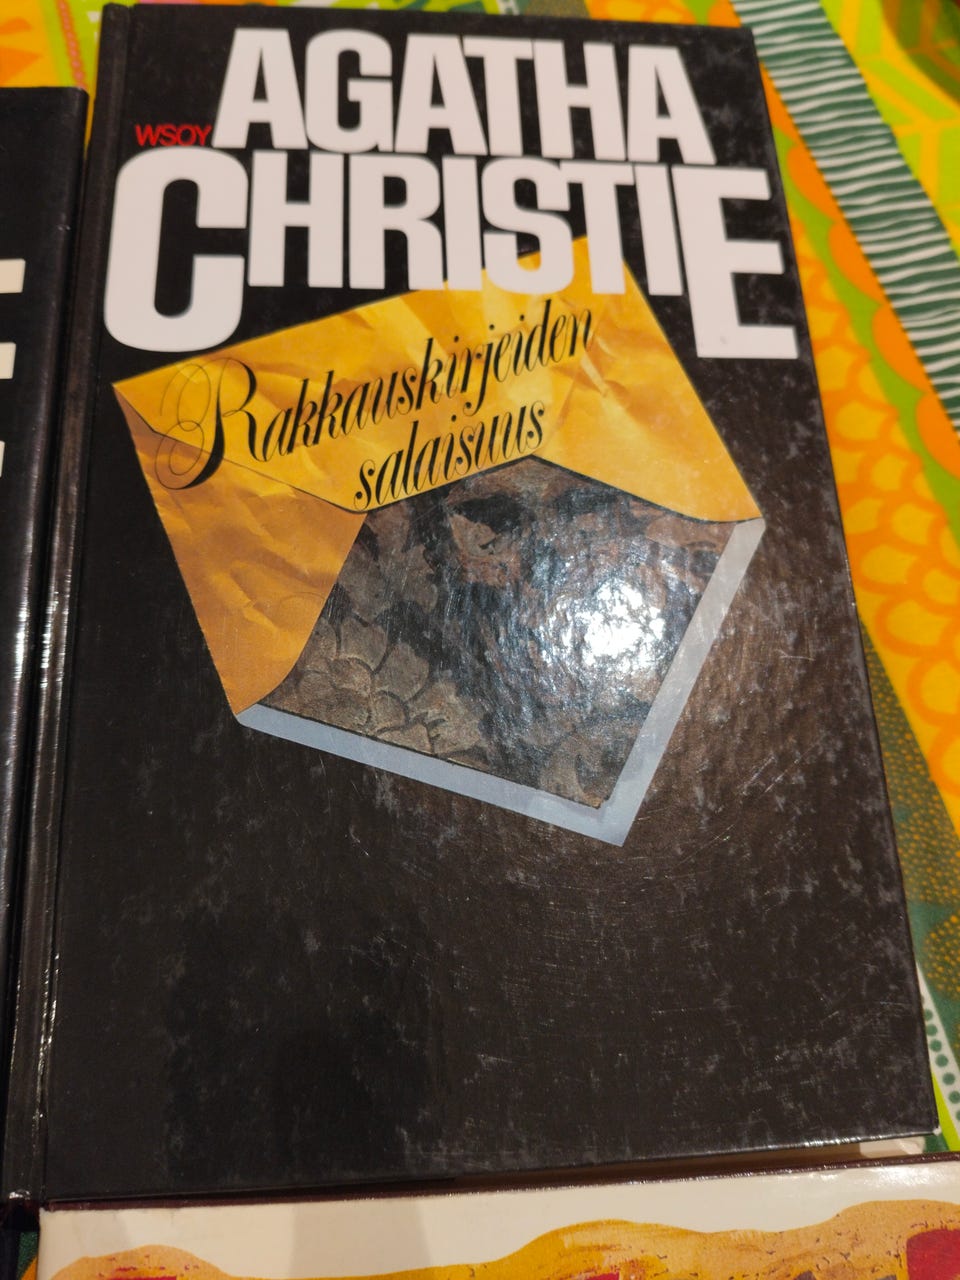 AGATHA
WSOY
CHRISTIE
Rakkauskirjeiden
salaisuus